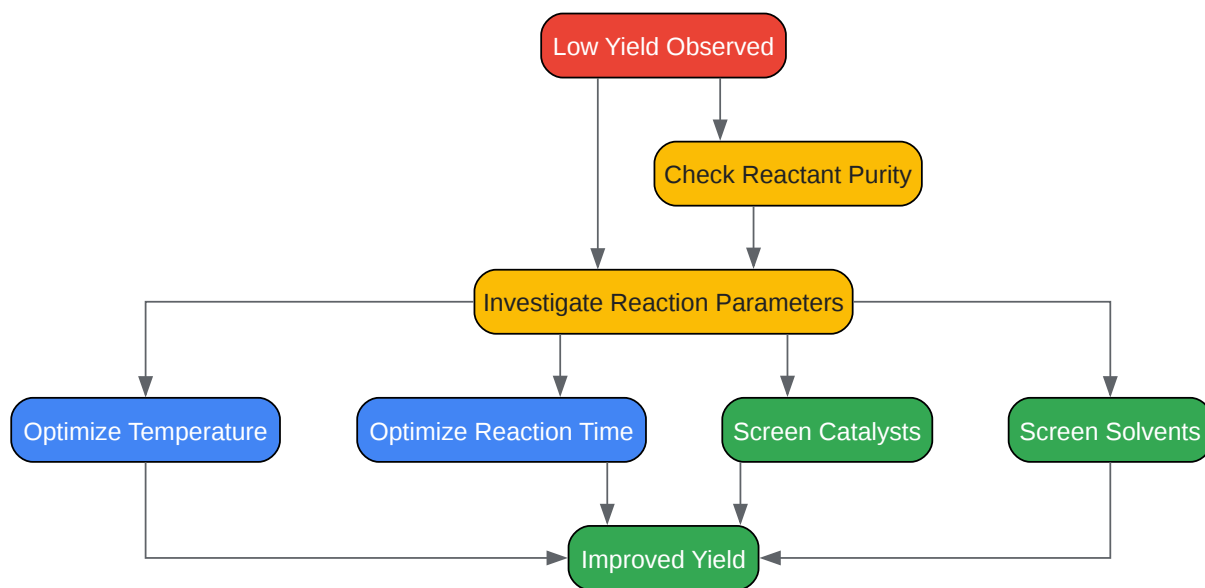 Low Yield Observed
Check Reactant Purity
Investigate Reaction Parameters
Optimize Temperature
Optimize Reaction Time
Screen Catalysts
Screen Solvents
Improved Yield